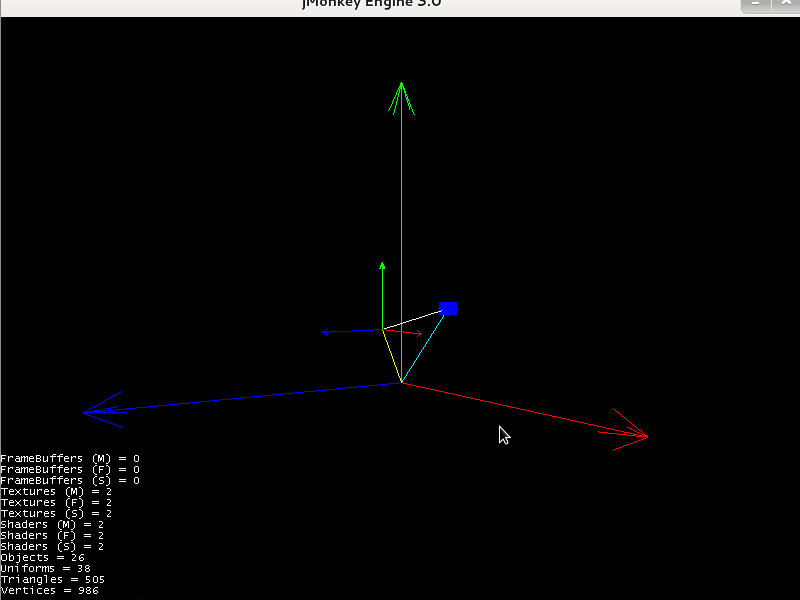 jMonkey Engine 3.0
FrameBuffers (M) = 0
FrameBuffers (F) = 0
FrameBuffers (S) = 0
Textures (M) = 2
Textures (F) = 2
Textures (S) = 2
Shaders (M) = 2
Shaders (F) = 2
Shaders (S) = 2
Objects = 26
Uniforms = 38
Triangles = 505
Vertices = 986